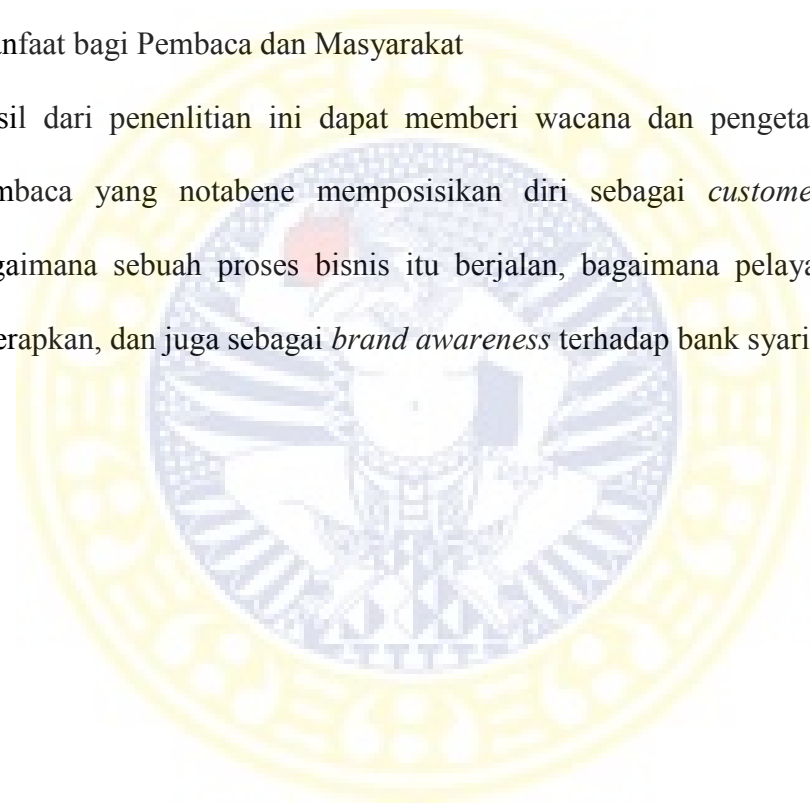 anfaat bagi Pembaca dan Masyarakat
sil dari penenlitian ini dapat memberi wacana dan pengeta
mbaca yang notabene memposisikan diri sebagai custome
gaimana sebuah proses bisnis itu berjalan, bagaimana pelaya
erapkan, dan juga sebagai brand awareness terhadap bank syari